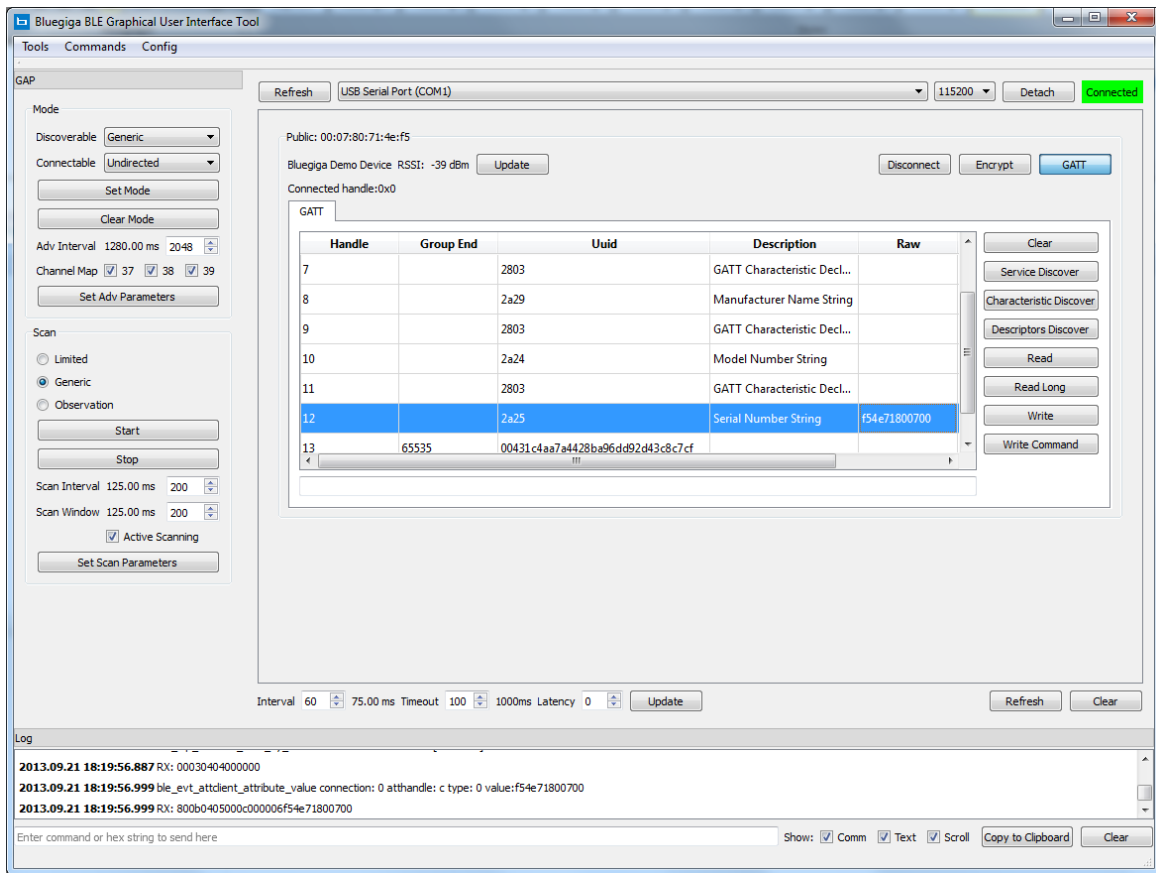 Bluegiga BLE Graphical User Interface Tool
Tools Commands Config
GAP
Mode
Discoverable Generic
Connectable Undirected
Set Mode
Clear Mode
Adv Interval 1280.00 ms 2048
Channel Map 37 38 39
Set Adv Parameters
Scan
Limited
Generic
Observation
Start
Stop
Scan Interval 125.00 ms 200
Scan Window 125.00 ms 200
Active Scanning
Set Scan Parameters
Refresh USB Serial Port (COM1) 115200 Detach Connected
Public: 00:07:80:71:4e:f5
Bluegiga Demo Device RSSI: -39 dBm Update Disconnect Encrypt GATT
Connected handle:0x0
GATT
Handle Group End Uuid Description Raw
7 2803 GATT Characteristic Decl...
8 2a29 Manufacturer Name String
9 2803 GATT Characteristic Decl...
10 2a24 Model Number String
11 2803 GATT Characteristic Decl...
12 2a25 Serial Number String f54e71800700
13 65535 00431c4aa7a4428ba96dd92d43c8c7cf
Clear
Service Discover
Characteristic Discover
Descriptors Discover
Read
Read Long
Write
Write Command
Interval 60 75.00 ms Timeout 100 1000ms Latency 0 Update Refresh Clear
Log
2013.09.21 18:19:56.887 RX: 00030404000000
2013.09.21 18:19:56.999 ble_evt_attclient_attribute_value connection: 0 atthandle: c type: 0 value:f54e71800700
2013.09.21 18:19:56.999 RX: 800b0405000c000006f54e71800700
Enter command or hex string to send here Show: Comm Text Scroll Copy to Clipboard Clear